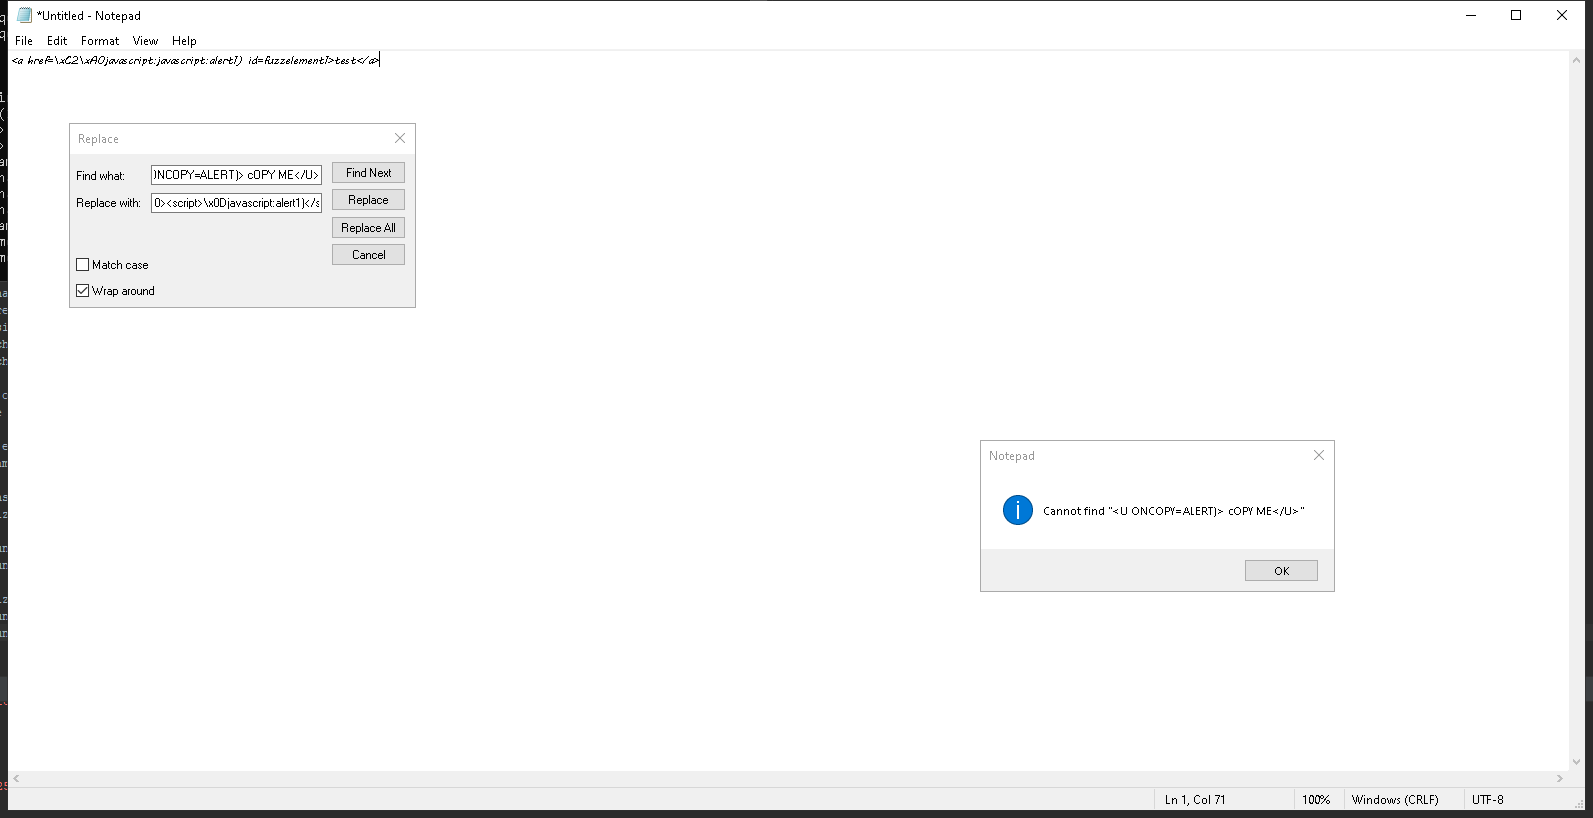 *Untitled - Notepad
File Edit Format View Help
<a href=\xC2\xA0javascript:javascript:alert1) id=fuzzelement1>test</a>
Replace
Find what:
)NCOPY=ALERT)> cOPY ME</U>
Find Next
Replace with:
0><script>\x0Djavascript:alert1)</s
Replace
Replace All
Cancel
Match case
Wrap around
Notepad
Cannot find "<U ONCOPY=ALERT)> cOPY ME</U>"
OK
Ln 1, Col 71
100%
Windows (CRLF)
UTF-8